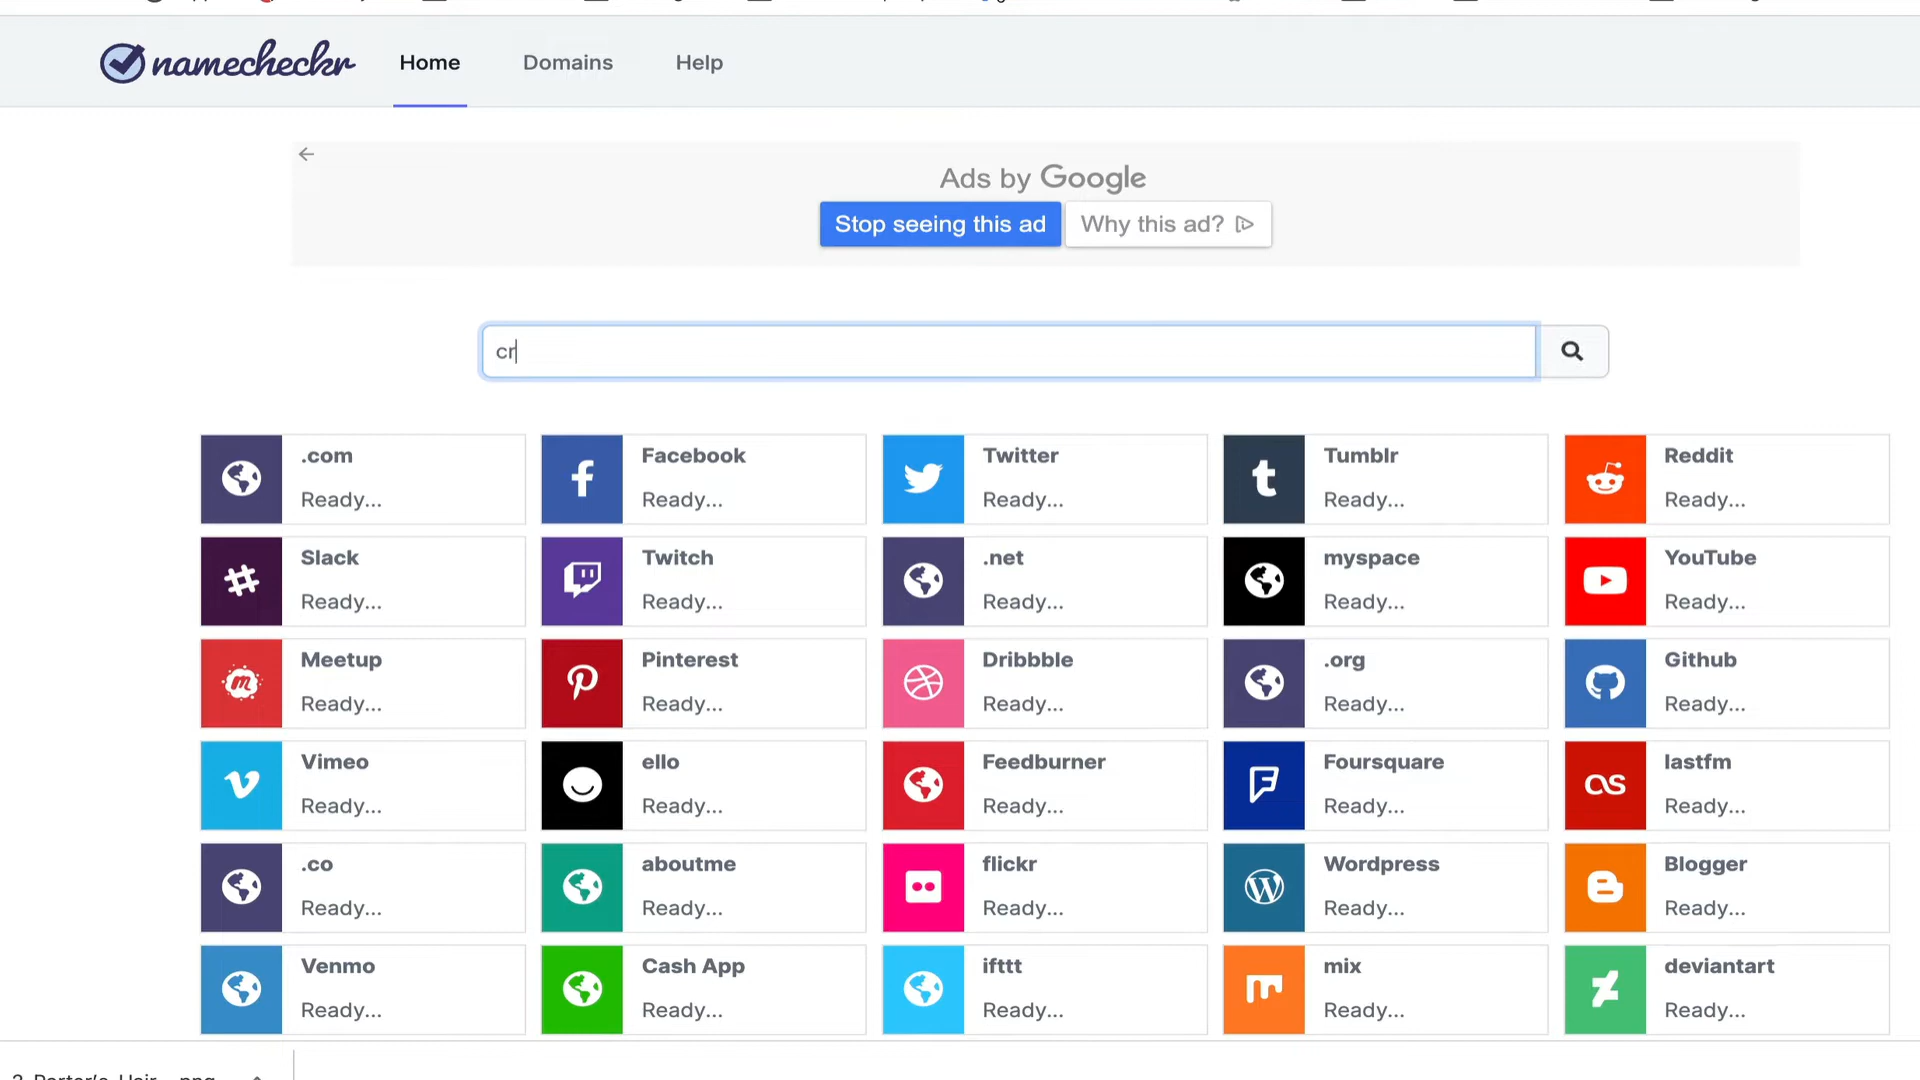 namecheckr Home Domains Help
Ads by Google
Stop seeing this ad Why this ad?
cr
.com Facebook Twitter Tumblr Reddit
Ready... Ready... Ready... Ready... Ready...
Slack Twitch .net myspace YouTube
Ready... Ready... Ready... Ready... Ready...
Meetup Pinterest Dribbble .org Github
Ready... Ready... Ready... Ready... Ready...
Vimeo ello Feedburner Foursquare lastfm
Ready... Ready... Ready... Ready... Ready...
.co aboutme flickr Wordpress Blogger
Ready... Ready... Ready... Ready... Ready...
Venmo Cash App ifttt mix deviantart
Ready... Ready... Ready... Ready... Ready...